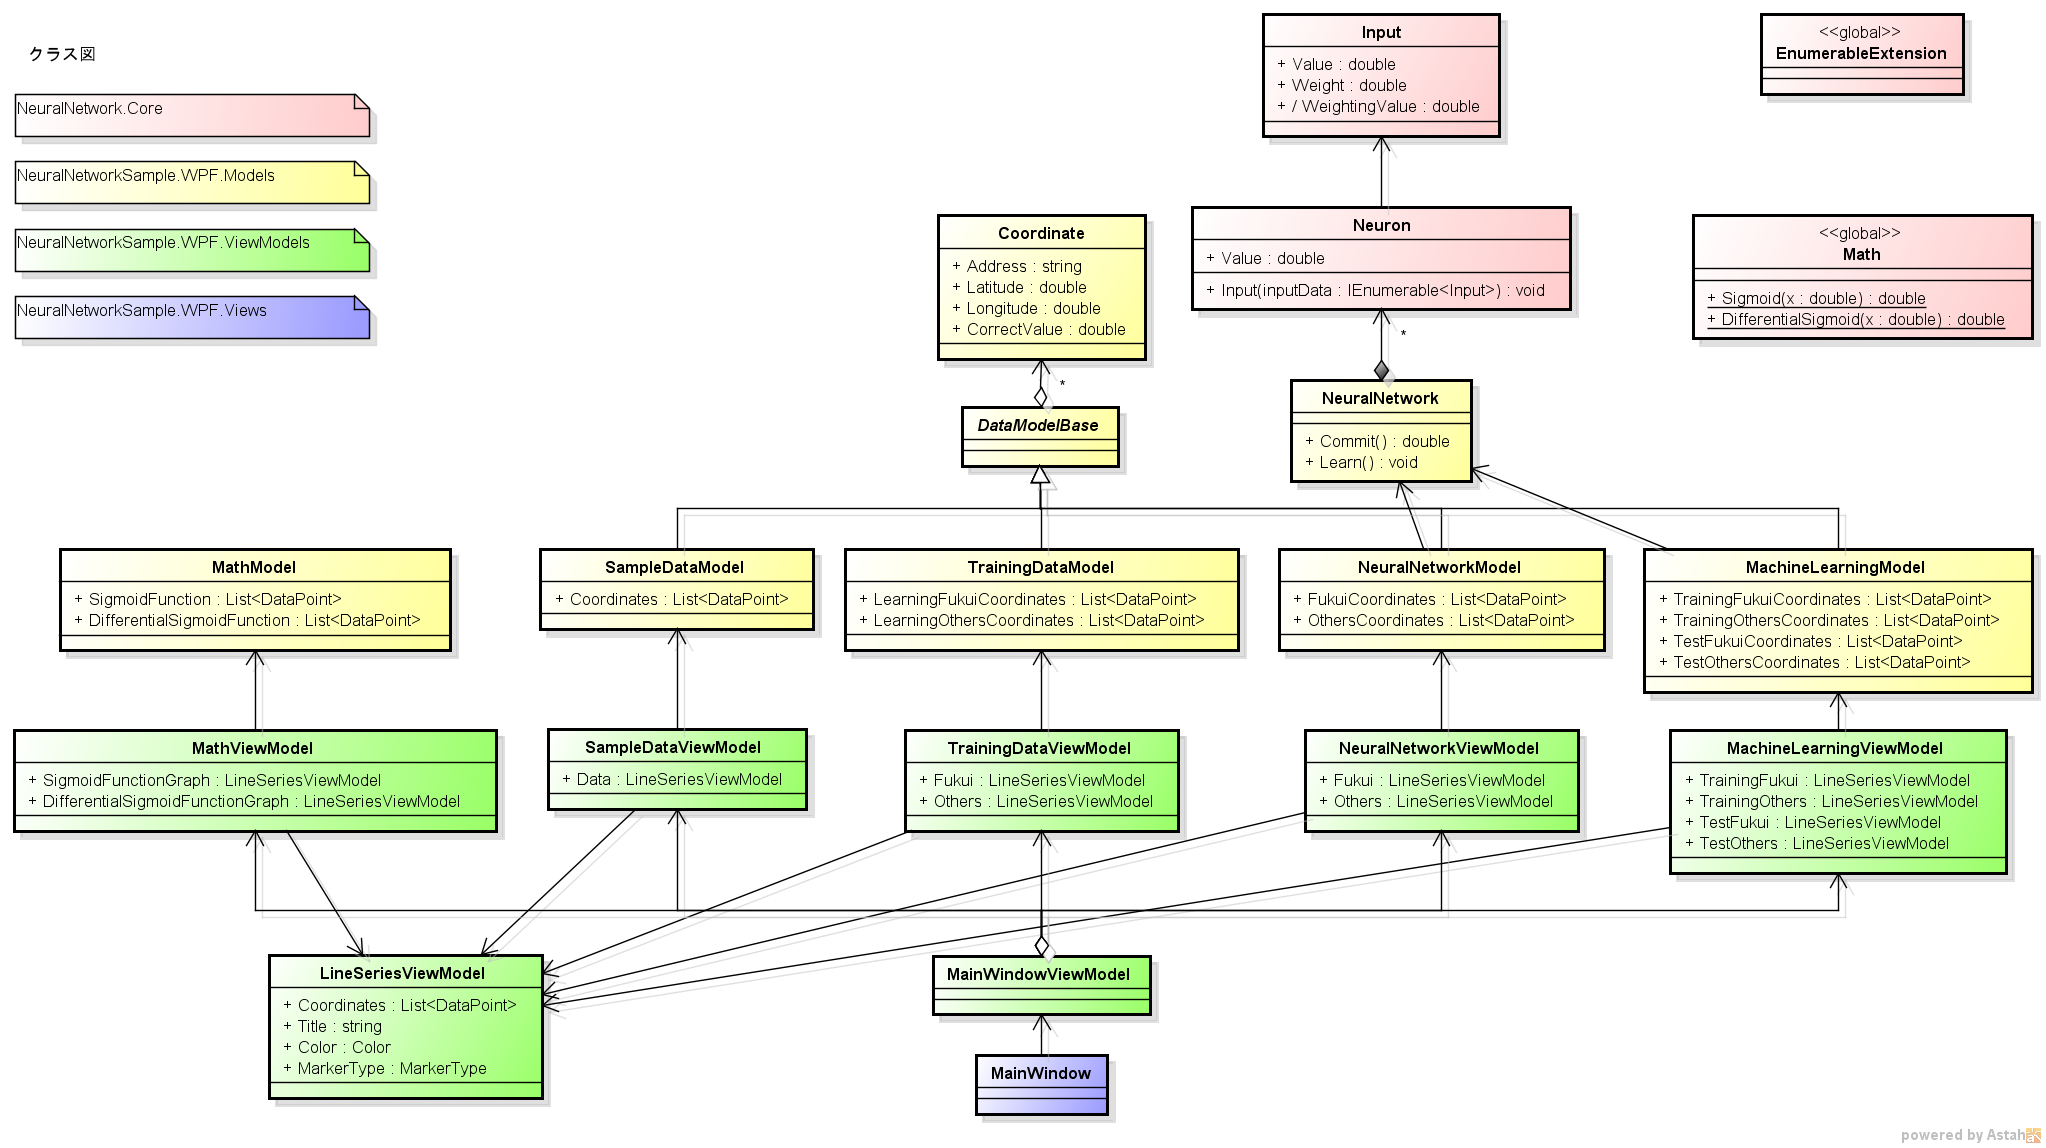 クラス図
NeuralNetwork.Core
NeuralNetworkSample.WPF.Models
NeuralNetworkSample.WPF.ViewModels
NeuralNetworkSample.WPF.Views
Input
+ Value : double
+ Weight : double
+ / WeightingValue : double
<<global>>
EnumerableExtension
Coordinate
+ Address : string
+ Latitude : double
+ Longitude : double
+ CorrectValue : double
Neuron
+ Value : double
+ Input(inputData : IEnumerable<Input>) : void
<<global>>
Math
+ Sigmoid(x : double) : double
+ DifferentialSigmoid(x : double) : double
*
*
DataModelBase
NeuralNetwork
+ Commit() : double
+ Learn() : void
MathModel
+ SigmoidFunction : List<DataPoint>
+ DifferentialSigmoidFunction : List<DataPoint>
SampleDataModel
+ Coordinates : List<DataPoint>
TrainingDataModel
+ LearningFukuiCoordinates : List<DataPoint>
+ LearningOthersCoordinates : List<DataPoint>
NeuralNetworkModel
+ FukuiCoordinates : List<DataPoint>
+ OthersCoordinates : List<DataPoint>
MachineLearningModel
+ TrainingFukuiCoordinates : List<DataPoint>
+ TrainingOthersCoordinates : List<DataPoint>
+ TestFukuiCoordinates : List<DataPoint>
+ TestOthersCoordinates : List<DataPoint>
MathViewModel
+ SigmoidFunctionGraph : LineSeriesViewModel
+ DifferentialSigmoidFunctionGraph : LineSeriesViewModel
SampleDataViewModel
+ Data : LineSeriesViewModel
TrainingDataViewModel
+ Fukui : LineSeriesViewModel
+ Others : LineSeriesViewModel
NeuralNetworkViewModel
+ Fukui : LineSeriesViewModel
+ Others : LineSeriesViewModel
MachineLearningViewModel
+ TrainingFukui : LineSeriesViewModel
+ TrainingOthers : LineSeriesViewModel
+ TestFukui : LineSeriesViewModel
+ TestOthers : LineSeriesViewModel
LineSeriesViewModel
+ Coordinates : List<DataPoint>
+ Title : string
+ Color : Color
+ MarkerType : MarkerType
MainWindowViewModel
MainWindow
powered by Astah